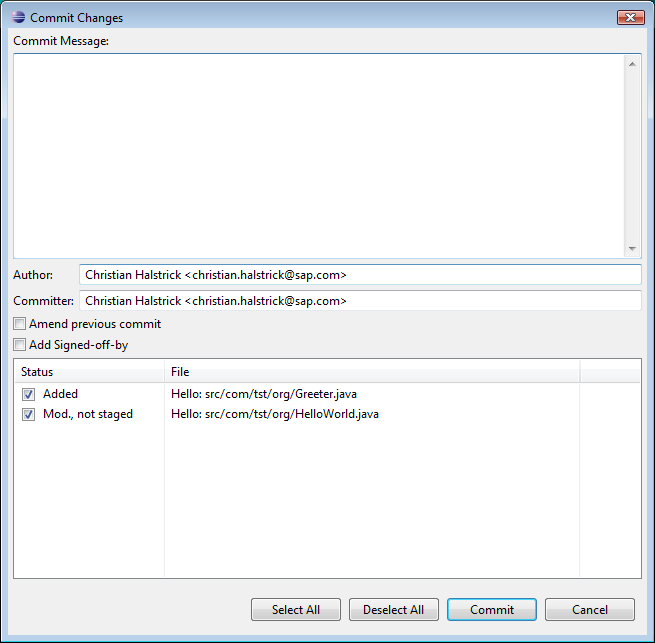 Commit Changes
Commit Message:
Author: Christian Halstrick <christian.halstrick@sap.com>
Committer: Christian Halstrick <christian.halstrick@sap.com>
Amend previous commit
Add Signed-off-by
Status File
Added Hello: src/com/tst/org/Greeter.java
Mod., not staged Hello: src/com/tst/org/HelloWorld.java
Select All Deselect All Commit Cancel